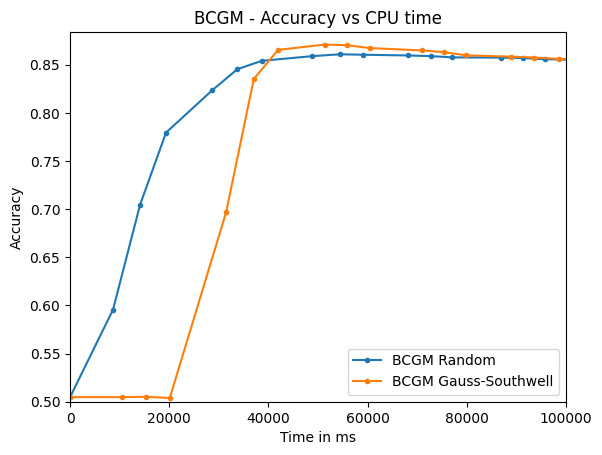 BCGM - Accuracy vs CPU time
Accuracy
0.85
0.80
0.75
0.70
0.65
0.60
0.55
0.50
0
20000
40000
60000
80000
100000
Time in ms
BCGM Random
BCGM Gauss-Southwell